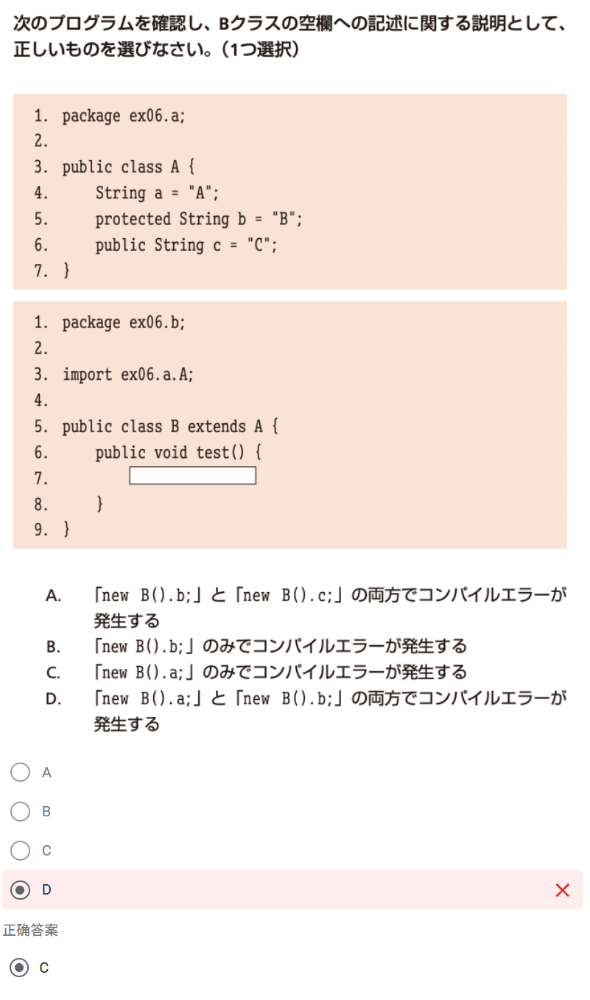 次のプログラムを確認し、Bクラスの空欄への記述に関する説明として、
正しいものを選びなさい。（1つ選択）
1. package ex06.a;
2.
3. public class A {
4.     String a = "A";
5.     protected String b = "B";
6.     public String c = "C";
7. }
1. package ex06.b;
2.
3. import ex06.a.A;
4.
5. public class B extends A {
6.     public void test() {
7.
8.     }
9. }
A. 「new B().b;」と「new B().c;」の両方でコンパイルエラーが
発生する
B. 「new B().b;」のみでコンパイルエラーが発生する
C. 「new B().a;」のみでコンパイルエラーが発生する
D. 「new B().a;」と「new B().b;」の両方でコンパイルエラーが
発生する
A
B
C
D
正确答案
C